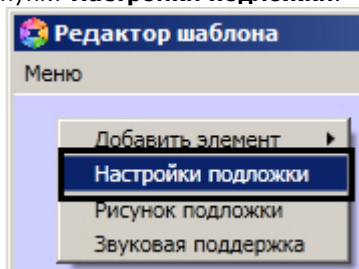 Настройки подложки.
Редактор шаблона
Меню
Добавить элемент
Настройки подложки
Рисунок подложки
Звуковая поддержка